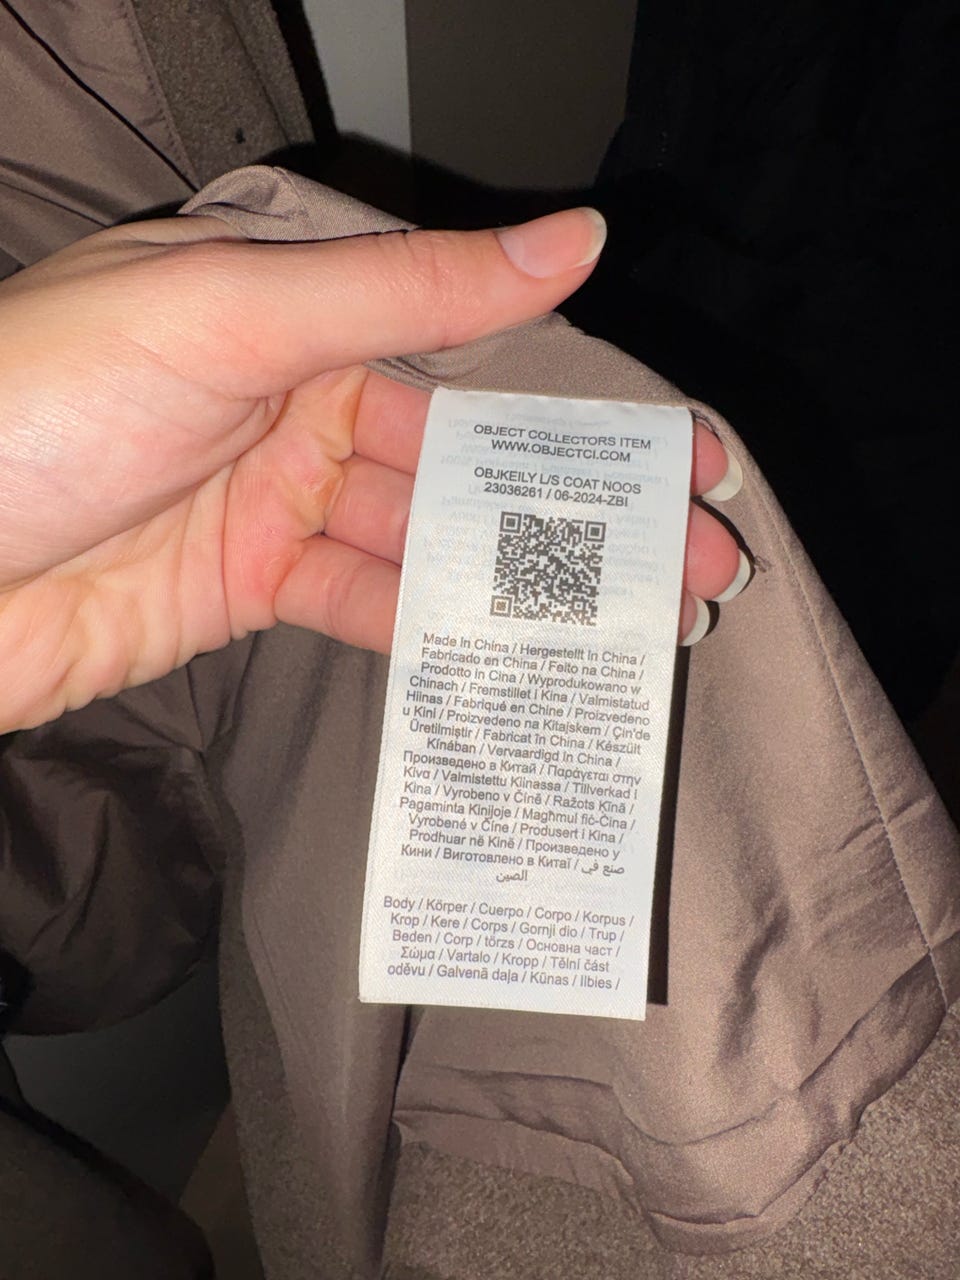 OBJECT COLLECTORS ITEM
WWW.OBJECTCI.COM
OBJKEILY L/S COAT NOOS
23036261 / 06-2024-ZBI
Made in China / Hergestellt in China /
Fabricado en China / Feito na China /
Prodotto in Cina / Wyprodukowano w
Chinach / Fremstillet i Kina / Valmistatud
Hiinas / Fabriqué en Chine / Proizvedeno
u Kini / Proizvedeno na Kitajskem / Çin'de
Üretilmiştir / Fabricat în China / Készült
Kínában / Vervaardigd in China /
Произведено в Китай / Παράγεται στην
Κίνα / Valmistettu Kiinassa / Tillverkad i
Kina / Vyrobeno v Číně / Ražots Ķīnā /
Pagaminta Kinijoje / Magħmul fiċ-Ċina /
Vyrobené v Číne / Produsert i Kina /
Prodhuar në Kinë / Произведено у
Кини / Виготовлено в Китаї / صنع في
الصين
Body / Körper / Cuerpo / Corpo / Korpus /
Krop / Kere / Corps / Gornji dio / Trup /
Beden / Corp / törzs / Основна част /
Σώμα / Vartalo / Kropp / Tělní část
oděvu / Galvenā daļa / Kūnas / Ilbies /